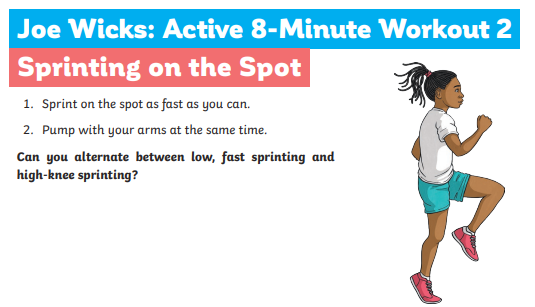 Joe Wicks: Active 8-Minute Workout 2
Sprinting on the Spot
1. Sprint on the spot as fast as you can.
2. Pump with your arms at the same time.
Can you alternate between low, fast sprinting and
high-knee sprinting?